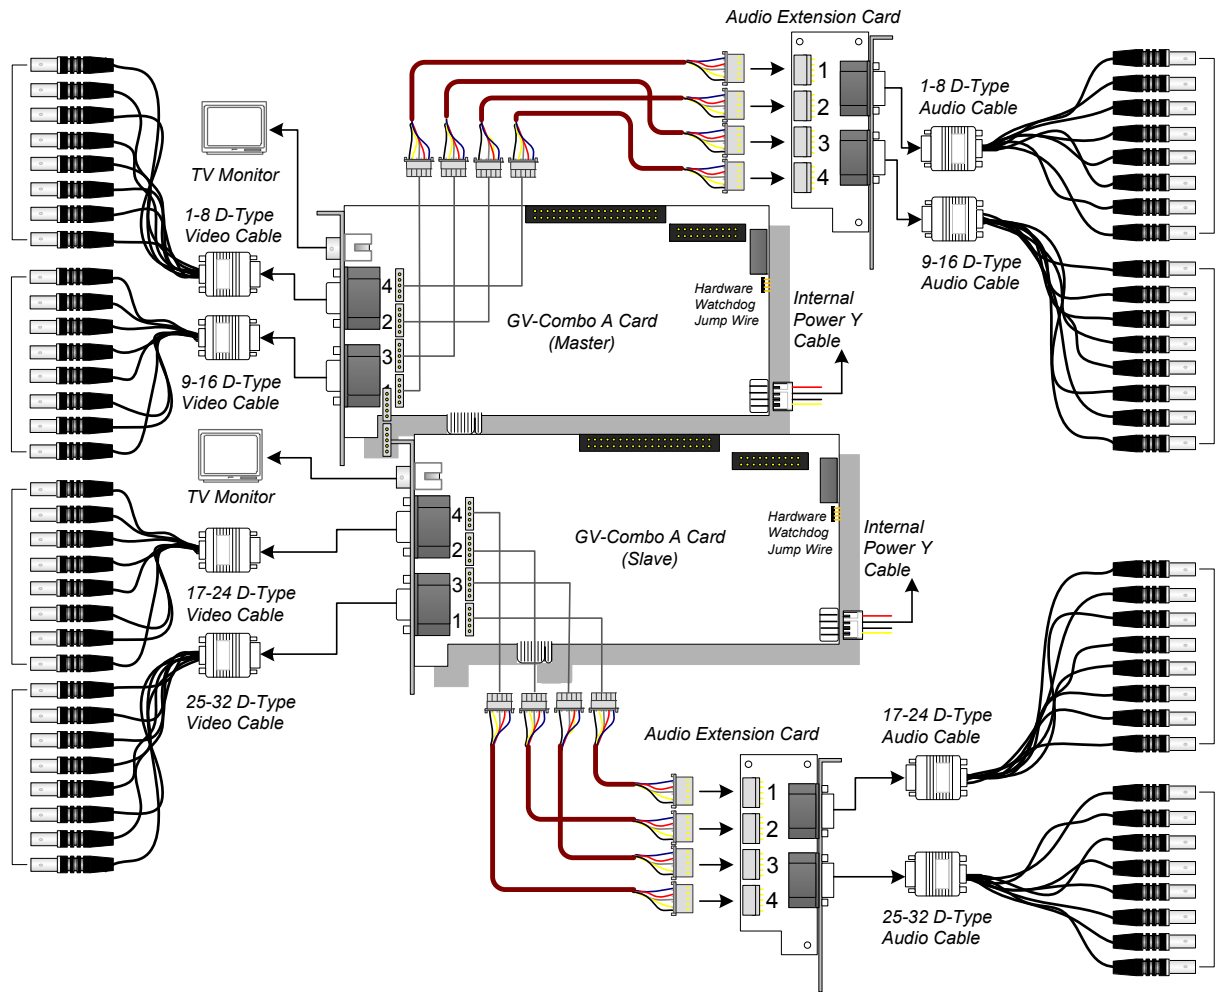 Audio Extension Card
1
2
3
4
1-8 D-Type
Audio Cable
9-16 D-Type
Audio Cable
TV Monitor
1-8 D-Type
Video Cable
9-16 D-Type
Video Cable
4
2
3
GV-Combo A Card
(Master)
Hardware
Watchdog
Jump Wire
Internal
Power Y
Cable
TV Monitor
17-24 D-Type
Video Cable
25-32 D-Type
Video Cable
4
2
3
1
GV-Combo A Card
(Slave)
Hardware
Watchdog
Jump Wire
Internal
Power Y
Cable
Audio Extension Card
1
2
3
4
17-24 D-Type
Audio Cable
25-32 D-Type
Audio Cable